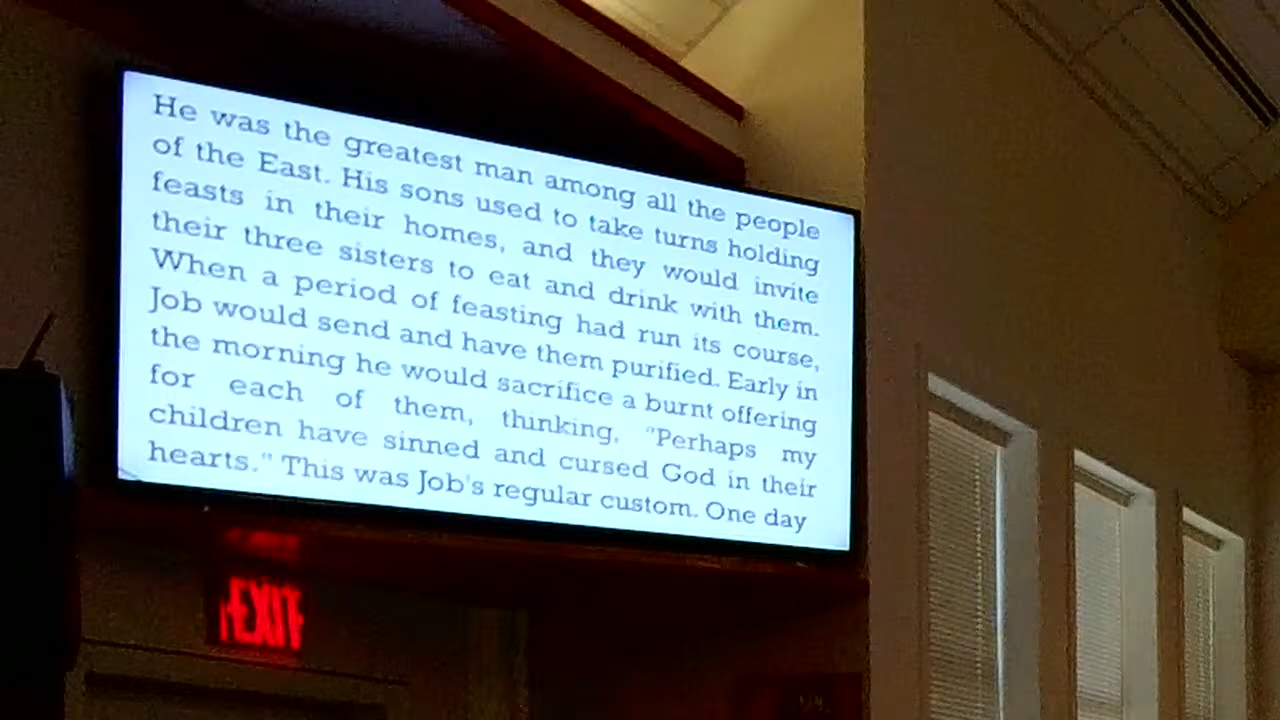 He was the greatest man among all the people
of the East. His sons used to take turns holding
feasts in their homes, and they would invite
their three sisters to eat and drink with them.
When a period of feasting had run its course,
Job would send and have them purified. Early in
the morning he would sacrifice a burnt offering
for each of them, thinking, "Perhaps my
children have sinned and cursed God in their
hearts." This was Job's regular custom. One day
EXIT